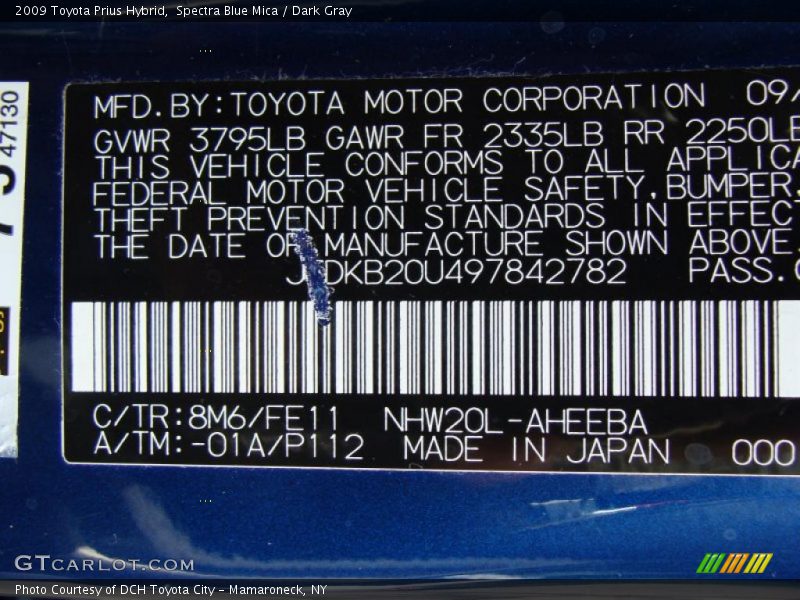 2009 Toyota Prius Hybrid,  Spectra Blue Mica / Dark Gray
47130
MFD.BY:TOYOTA MOTOR CORPORATION 09/
GVWR 3795LB GAWR FR 2335LB RR 2250LB
THIS VEHICLE CONFORMS TO ALL APPLICA
FEDERAL MOTOR VEHICLE SAFETY,BUMPER,
THEFT PREVENTION STANDARDS IN EFFECT
THE DATE OF MANUFACTURE SHOWN ABOVE.
DKB20U497842782 PASS.C
C/TR:8M6/FE11 NHW20L-AHEEBA
A/TM:-01A/P112 MADE IN JAPAN 000
GTCARLOT.COM
Photo Courtesy of DCH Toyota City - Mamaroneck, NY